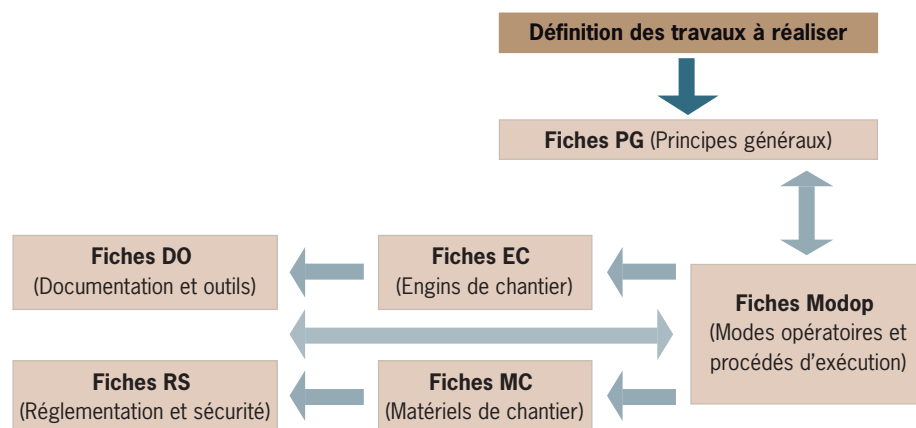 Définition des travaux à réaliser
Fiches PG (Principes généraux)
Fiches DO
(Documentation et outils)
Fiches EC
(Engins de chantier)
Fiches Modop
(Modes opératoires et
procédés d’exécution)
Fiches RS
(Réglementation et sécurité)
Fiches MC
(Matériels de chantier)